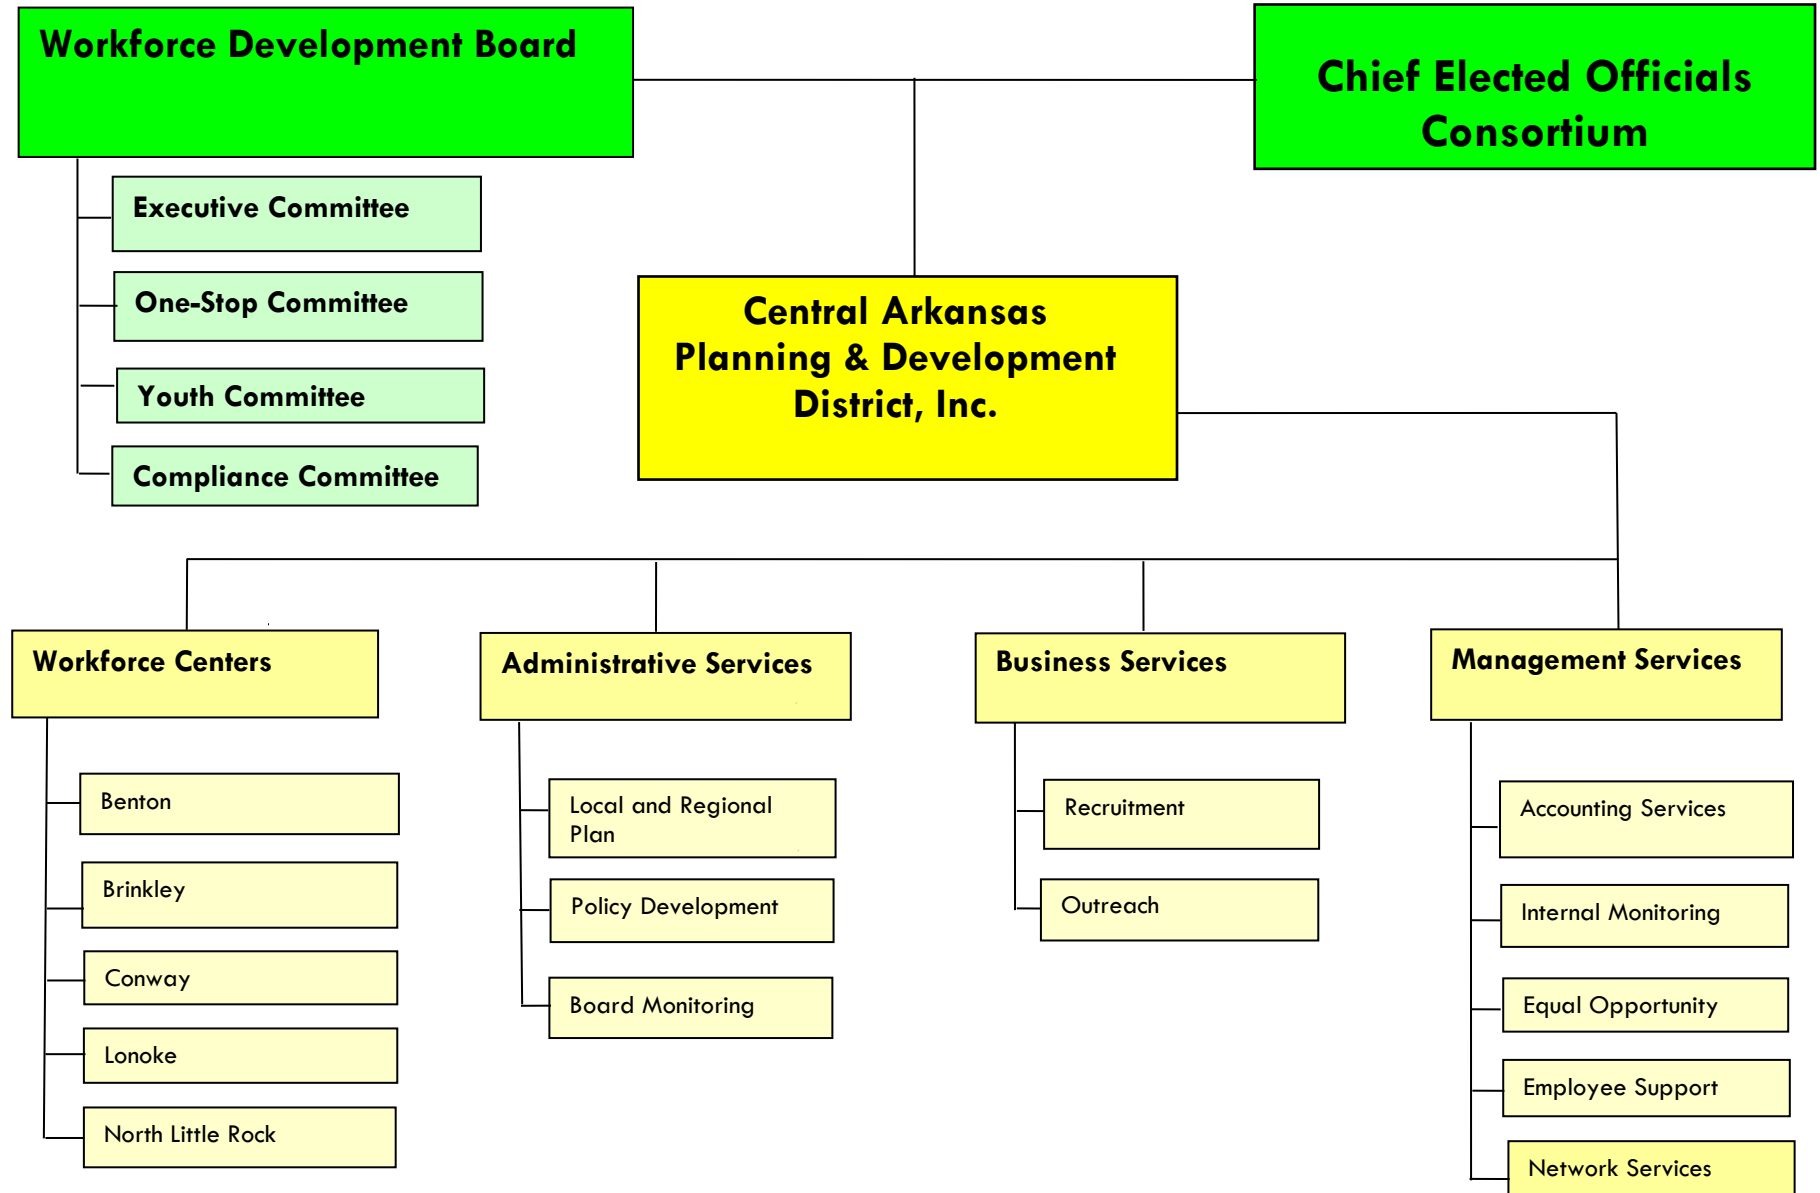 Workforce Development Board
Chief Elected Officials
Consortium
Executive Committee
One-Stop Committee
Youth Committee
Compliance Committee
Central Arkansas
Planning & Development
District, Inc.
Workforce Centers
Benton
Brinkley
Conway
Lonoke
North Little Rock
Administrative Services
Local and Regional
Plan
Policy Development
Board Monitoring
Business Services
Recruitment
Outreach
Management Services
Accounting Services
Internal Monitoring
Equal Opportunity
Employee Support
Network Services